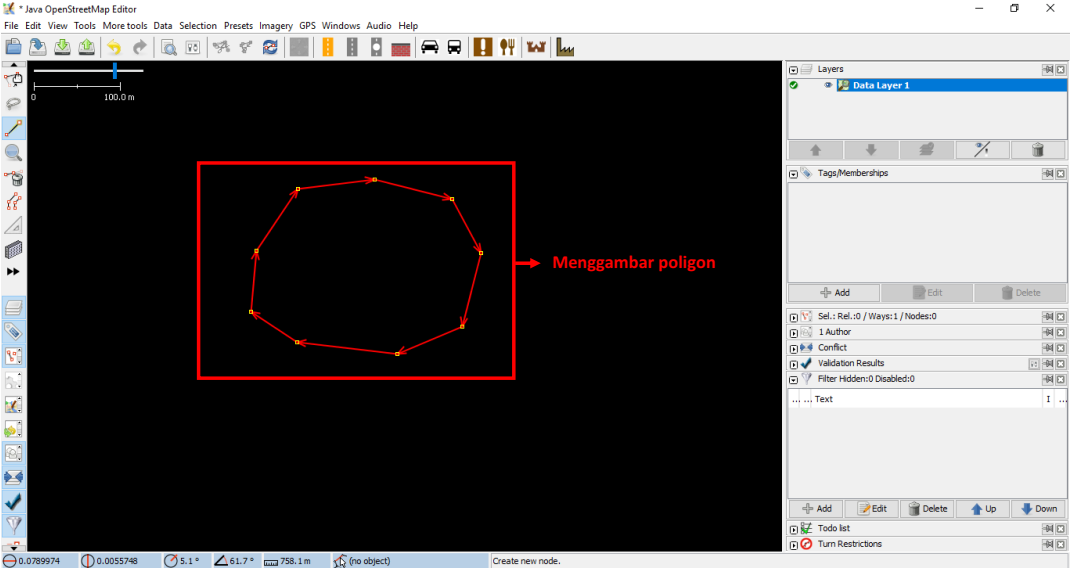 * Java OpenStreetMap Editor
File Edit View Tools More tools Data Selection Presets Imagery GPS Windows Audio Help
0 100.0 m
Menggambar poligon
Layers
Data Layer 1
Tags/Memberships
Add Edit Delete
Sel.: Rel.:0 / Ways:1 / Nodes:0
1 Author
Conflict
Validation Results
Filter Hidden:0 Disabled:0
... ... Text I ...
Add Edit Delete Up Down
Todo list
Turn Restrictions
0.0789974 0.0055748 5.1 ° 61.7 ° 758.1 m (no object) Create new node.